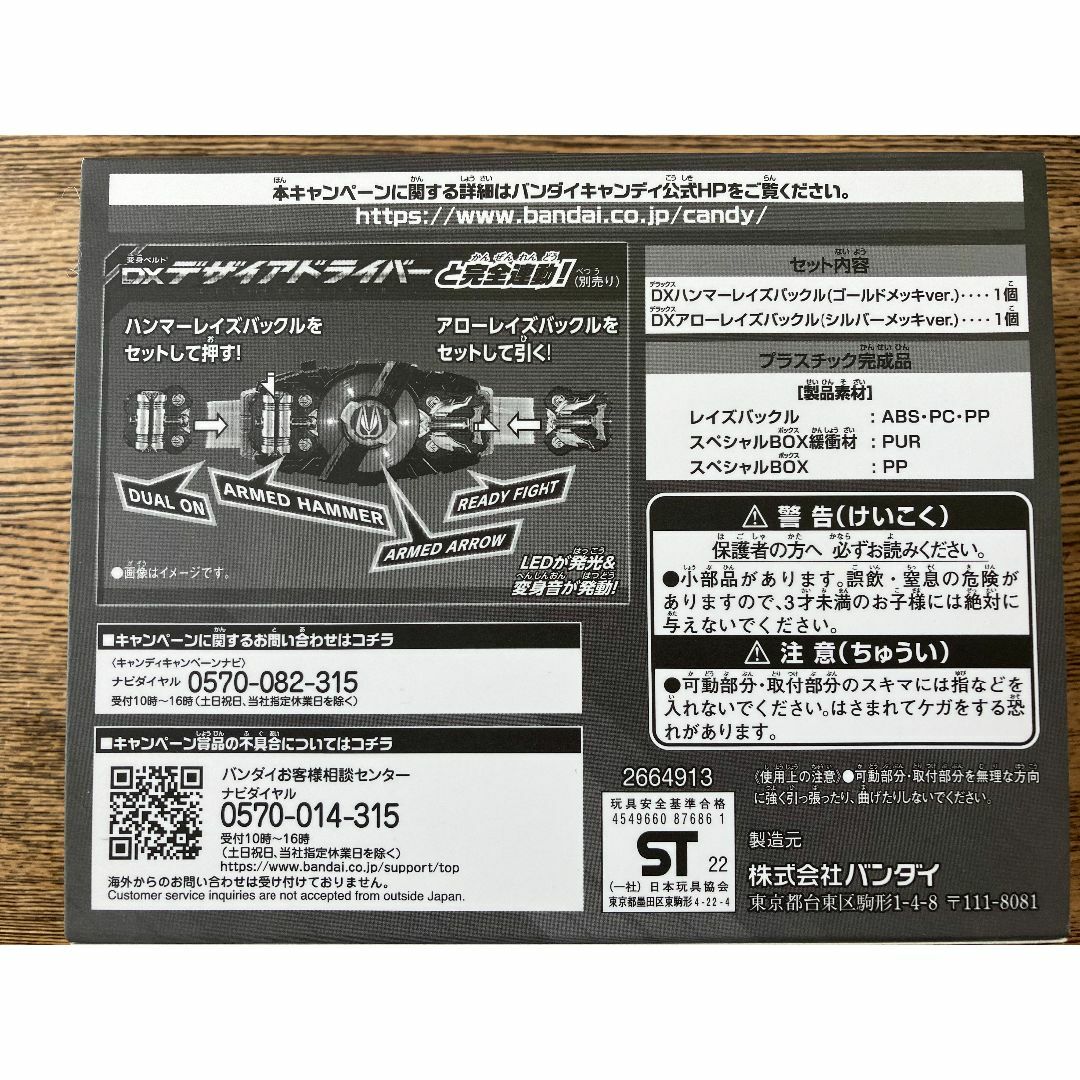 本キャンペーンに関する詳細はバンダイキャンディ公式HPをご覧ください。
https://www.bandai.co.jp/candy/
変身ベルト
DXデザイアドライバーと完全連動!(別売り)
ハンマーレイズバックルを
セットして押す!
アローレイズバックルを
セットして引く!
DUAL ON
ARMED HAMMER
READY FIGHT
ARMED ARROW
●画像はイメージです。
LEDが発光&
変身音が発動!
セット内容
DXハンマーレイズバックル(ゴールドメッキver.)‥‥1個
DXアローレイズバックル(シルバーメッキver.)‥‥1個
プラスチック完成品
[製品素材]
レイズバックル :ABS・PC・PP
スペシャルBOX緩衝材 :PUR
スペシャルBOX :PP
⚠ 警告(けいこく)
保護者の方へ 必ずお読みください。
●小部品があります。誤飲・窒息の危険が
ありますので、3才未満のお子様には絶対に
与えないでください。
⚠ 注意(ちゅうい)
●可動部分・取付部分のスキマには指などを
入れないでください。はさまれてケガをする恐
れがあります。
■キャンペーンに関するお問い合わせはコチラ
〈キャンディキャンペーンナビ〉
ナビダイヤル 0570-082-315
受付10時〜16時(土日祝日、当社指定休業日を除く)
■キャンペーン賞品の不具合についてはコチラ
バンダイお客様相談センター
ナビダイヤル
0570-014-315
受付10時〜16時
(土日祝日、当社指定休業日を除く)
https://www.bandai.co.jp/support/top
海外からのお問い合わせは受け付けておりません。
Customer service inquiries are not accepted from outside Japan.
2664913
玩具安全基準合格
4549660 87686 1
ST 22
(一社)日本玩具協会
東京都墨田区東駒形4-22-4
《使用上の注意》●可動部分・取付部分を無理な方向
に強く引っ張ったり、曲げたりしないでください。
製造元
株式会社バンダイ
東京都台東区駒形1-4-8 〒111-8081